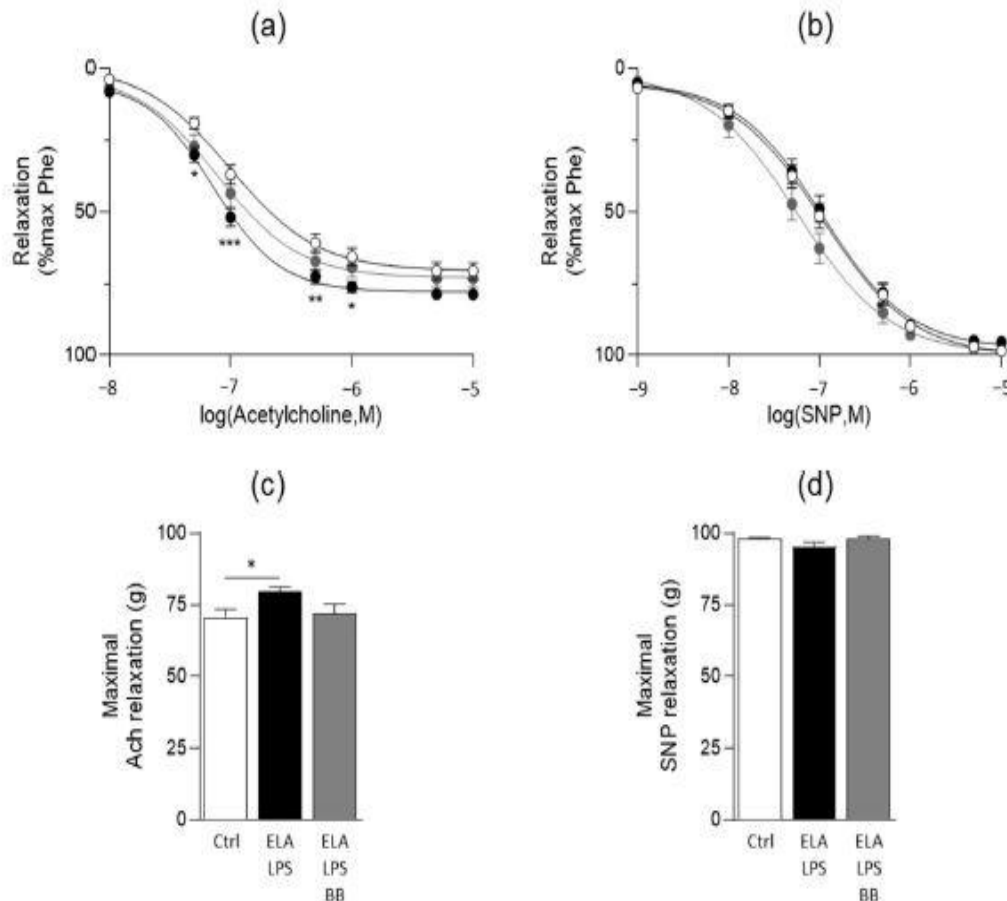 (a)
0
50
100
Relaxation
(%max Phe)
*
***
**
*
−8
−7
−6
−5
log(Acetylcholine,M)
(b)
0
50
100
Relaxation
(%max Phe)
−9
−8
−7
−6
−5
log(SNP,M)
(c)
100
75
50
25
0
Maximal
Ach relaxation (g)
*
Ctrl
ELA
LPS
ELA
LPS
BB
(d)
100
75
50
25
0
Maximal
SNP relaxation (g)
Ctrl
ELA
LPS
ELA
LPS
BB